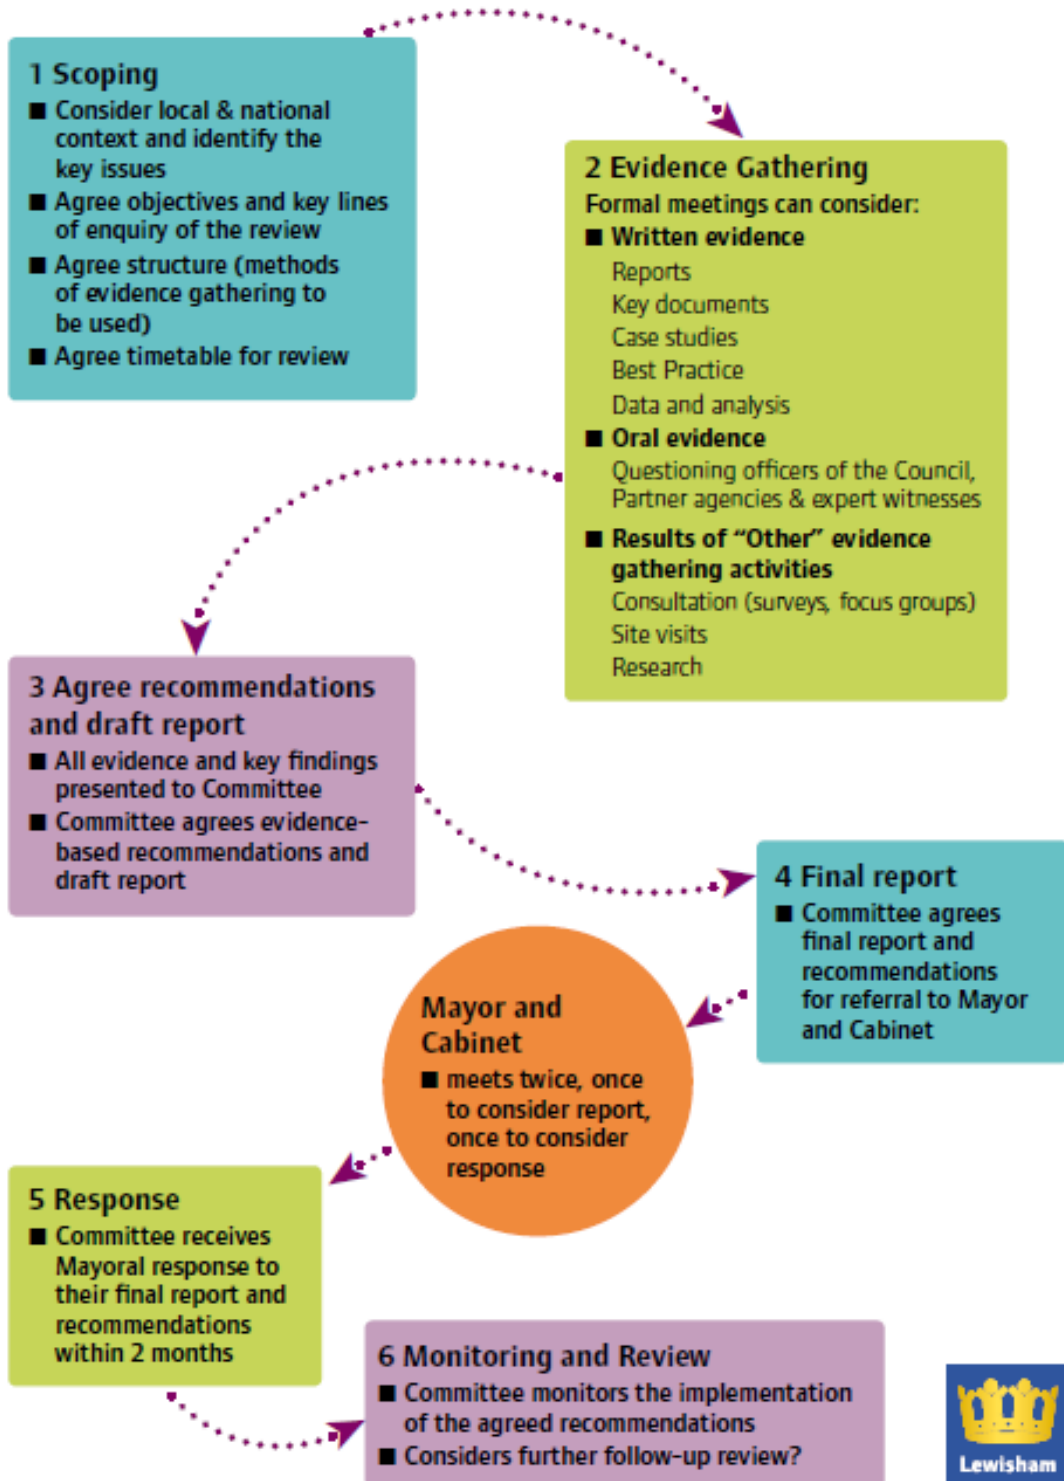 1 Scoping
■ Consider local & national
context and identify the
key issues
■ Agree objectives and key lines
of enquiry of the review
■ Agree structure (methods
of evidence gathering to
be used)
■ Agree timetable for review
2 Evidence Gathering
Formal meetings can consider:
■ Written evidence
Reports
Key documents
Case studies
Best Practice
Data and analysis
■ Oral evidence
Questioning officers of the Council,
Partner agencies & expert witnesses
■ Results of “Other” evidence
gathering activities
Consultation (surveys, focus groups)
Site visits
Research
3 Agree recommendations
and draft report
■ All evidence and key findings
presented to Committee
■ Committee agrees evidence-
based recommendations and
draft report
4 Final report
■ Committee agrees
final report and
recommendations
for referral to Mayor
and Cabinet
Mayor and
Cabinet
■ meets twice, once
to consider report,
once to consider
response
5 Response
■ Committee receives
Mayoral response to
their final report and
recommendations
within 2 months
6 Monitoring and Review
■ Committee monitors the implementation
of the agreed recommendations
■ Considers further follow-up review?
Lewisham